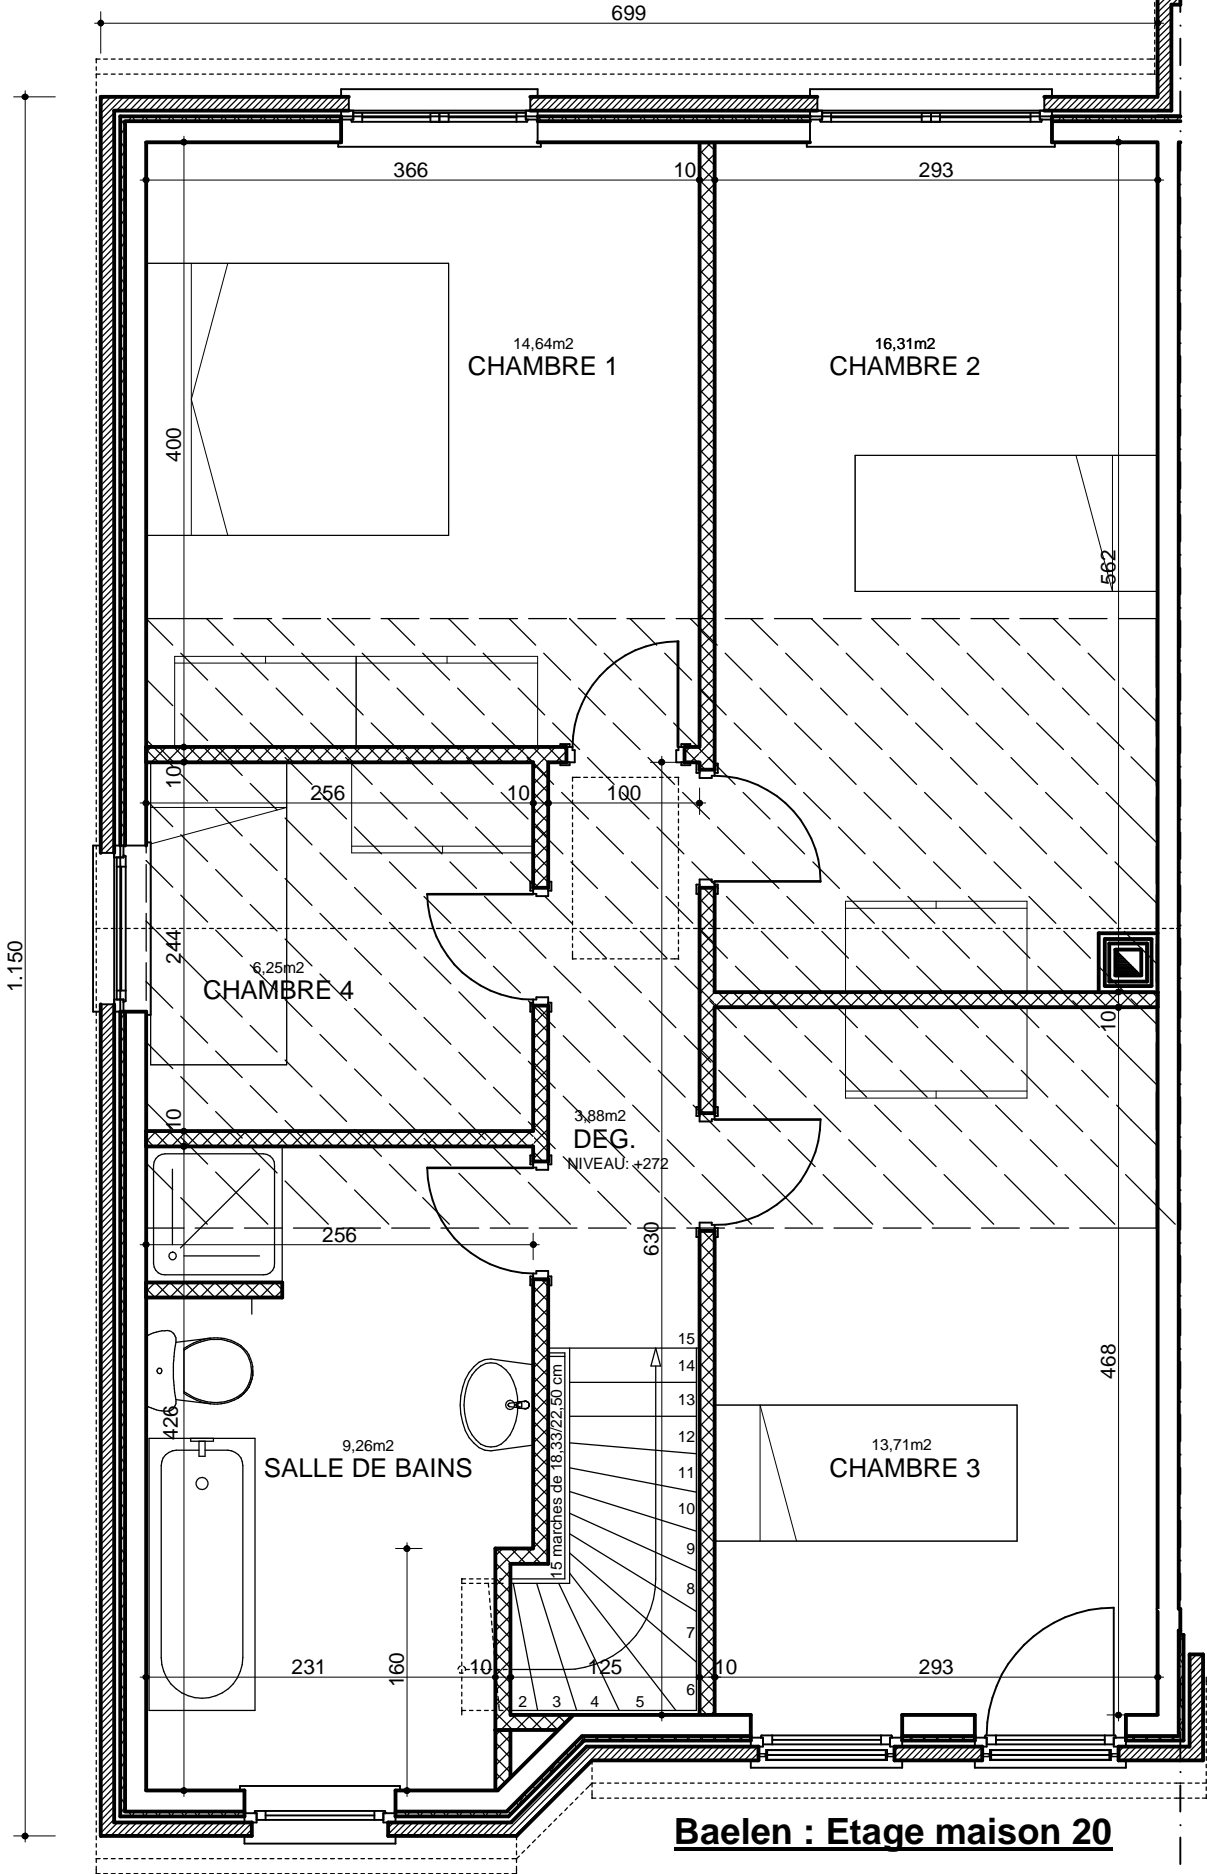 699
366
10
293
14,64m2
CHAMBRE 1
16,31m2
CHAMBRE 2
400
562
10
256
10
100
1.150
244
6,25m2
CHAMBRE 4
10
10
3,88m2
DEG.
NIVEAU: +272
256
630
15
14
13
12
11
10
9
8
7
6
5
4
3
2
15 marches de 18,33/22,50 cm
468
426
9,26m2
SALLE DE BAINS
13,71m2
CHAMBRE 3
231
160
10
125
10
293
Baelen : Etage maison 20